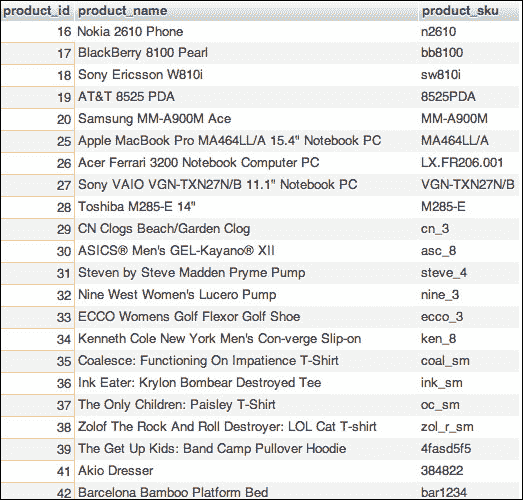 product_id product_name product_sku
16 Nokia 2610 Phone n2610
17 BlackBerry 8100 Pearl bb8100
18 Sony Ericsson W810i sw810i
19 AT&T 8525 PDA 8525PDA
20 Samsung MM-A900M Ace MM-A900M
25 Apple MacBook Pro MA464LL/A 15.4" Notebook PC MA464LL/A
26 Acer Ferrari 3200 Notebook Computer PC LX.FR206.001
27 Sony VAIO VGN-TXN27N/B 11.1" Notebook PC VGN-TXN27N/B
28 Toshiba M285-E 14" M285-E
29 CN Clogs Beach/Garden Clog cn_3
30 ASICS® Men's GEL-Kayano® XII asc_8
31 Steven by Steve Madden Pryme Pump steve_4
32 Nine West Women's Lucero Pump nine_3
33 ECCO Womens Golf Flexor Golf Shoe ecco_3
34 Kenneth Cole New York Men's Con-verge Slip-on ken_8
35 Coalesce: Functioning On Impatience T-Shirt coal_sm
36 Ink Eater: Krylon Bombear Destroyed Tee ink_sm
37 The Only Children: Paisley T-Shirt oc_sm
38 Zolof The Rock And Roll Destroyer: LOL Cat T-shirt zol_r_sm
39 The Get Up Kids: Band Camp Pullover Hoodie 4fasd5f5
41 Akio Dresser 384822
42 Barcelona Bamboo Platform Bed bar1234